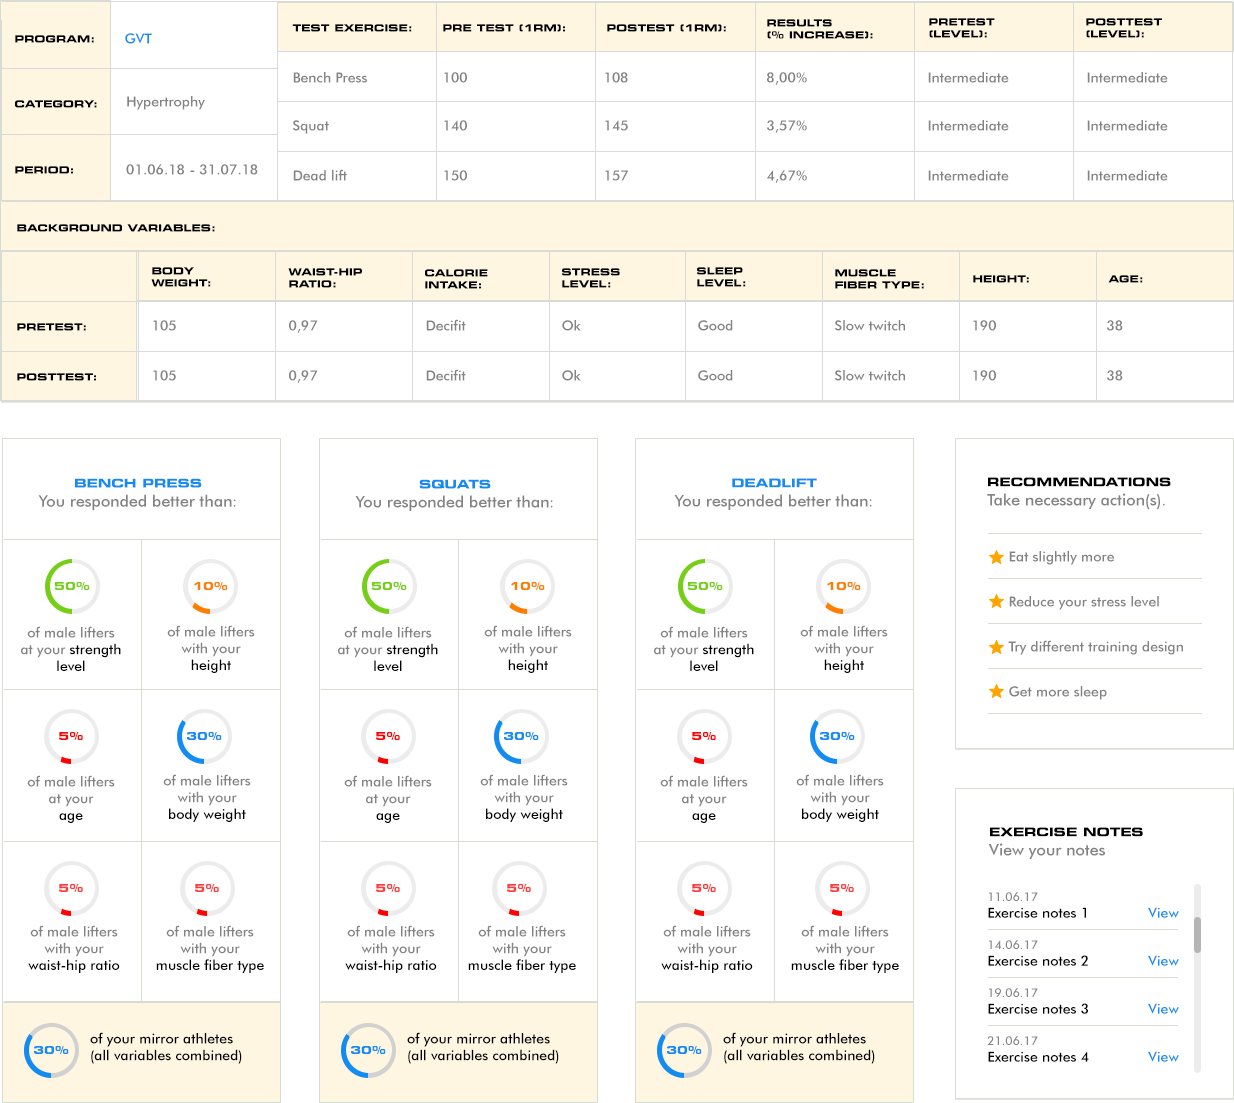 PROGRAM: GVT
CATEGORY: Hypertrophy
PERIOD: 01.06.18 - 31.07.18
TEST EXERCISE: PRE TEST (1RM): POSTEST (1RM): RESULTS (% INCREASE): PRETEST (LEVEL): POSTTEST (LEVEL):
Bench Press 100 108 8,00% Intermediate Intermediate
Squat 140 145 3,57% Intermediate Intermediate
Dead lift 150 157 4,67% Intermediate Intermediate
BACKGROUND VARIABLES:
BODY WEIGHT: WAIST-HIP RATIO: CALORIE INTAKE: STRESS LEVEL: SLEEP LEVEL: MUSCLE FIBER TYPE: HEIGHT: AGE:
PRETEST: 105 0,97 Decifit Ok Good Slow twitch 190 38
POSTTEST: 105 0,97 Decifit Ok Good Slow twitch 190 38
BENCH PRESS
You responded better than:
50%
of male lifters
at your strength
level
10%
of male lifters
with your
height
5%
of male lifters
at your
age
30%
of male lifters
with your
body weight
5%
of male lifters
with your
waist-hip ratio
5%
of male lifters
with your
muscle fiber type
30%
of your mirror athletes
(all variables combined)
SQUATS
You responded better than:
50%
of male lifters
at your strength
level
10%
of male lifters
with your
height
5%
of male lifters
at your
age
30%
of male lifters
with your
body weight
5%
of male lifters
with your
waist-hip ratio
5%
of male lifters
with your
muscle fiber type
30%
of your mirror athletes
(all variables combined)
DEADLIFT
You responded better than:
50%
of male lifters
at your strength
level
10%
of male lifters
with your
height
5%
of male lifters
at your
age
30%
of male lifters
with your
body weight
5%
of male lifters
with your
waist-hip ratio
5%
of male lifters
with your
muscle fiber type
30%
of your mirror athletes
(all variables combined)
RECOMMENDATIONS
Take necessary action(s).
Eat slightly more
Reduce your stress level
Try different training design
Get more sleep
EXERCISE NOTES
View your notes
11.06.17
Exercise notes 1 View
14.06.17
Exercise notes 2 View
19.06.17
Exercise notes 3 View
21.06.17
Exercise notes 4 View